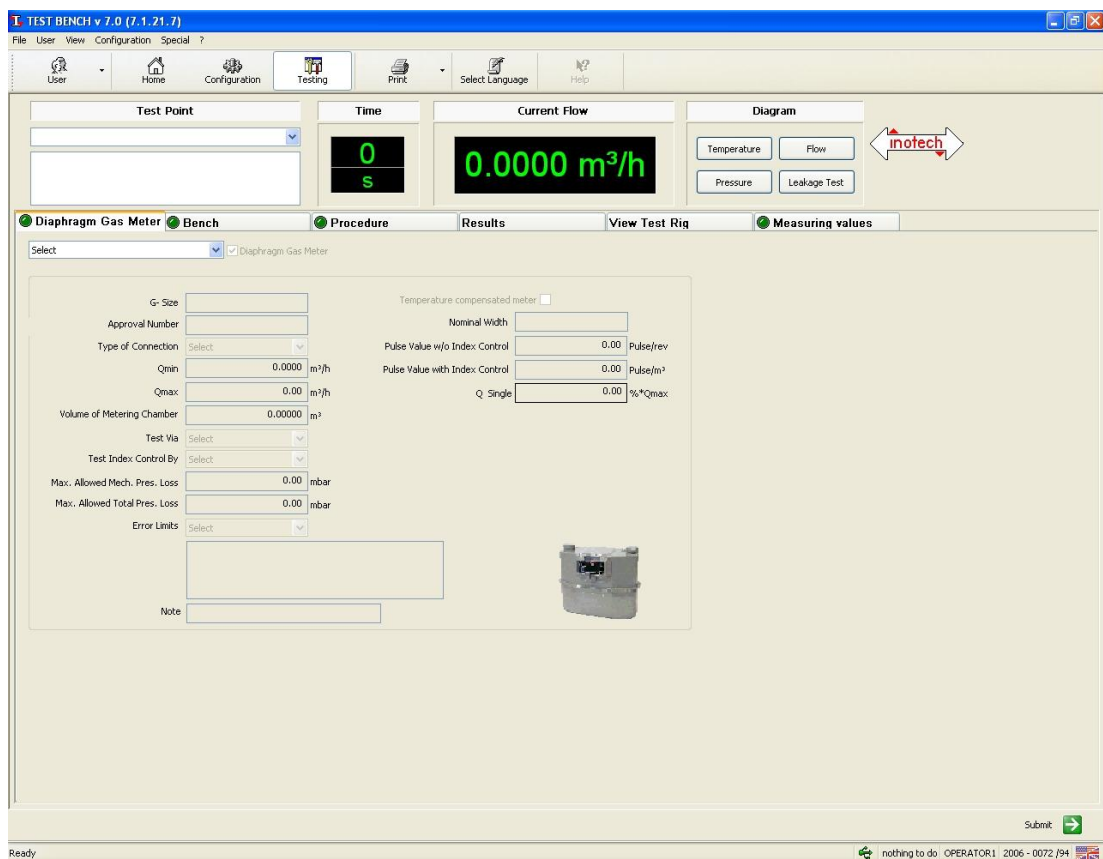 TEST BENCH v 7.0 (7.1.21.7)
File User View Configuration Special ?
User Home Configuration Testing Print Select Language Help
Test Point Time Current Flow Diagram
0
s
0.0000 m³/h
Temperature Flow
Pressure Leakage Test
inotech
Diaphragm Gas Meter Bench Procedure Results View Test Rig Measuring values
Select Diaphragm Gas Meter
G- Size Temperature compensated meter
Approval Number Nominal Width
Type of Connection Select Pulse Value w/o Index Control 0.00 Pulse/rev
Qmin 0.0000 m³/h Pulse Value with Index Control 0.00 Pulse/m³
Qmax 0.00 m³/h Q Single 0.00 %*Qmax
Volume of Metering Chamber 0.00000 m³
Test Via Select
Test Index Control By Select
Max. Allowed Mech. Pres. Loss 0.00 mbar
Max. Allowed Total Pres. Loss 0.00 mbar
Error Limits Select
Note
Submit
Ready nothing to do OPERATOR1 2006 - 0072 /94